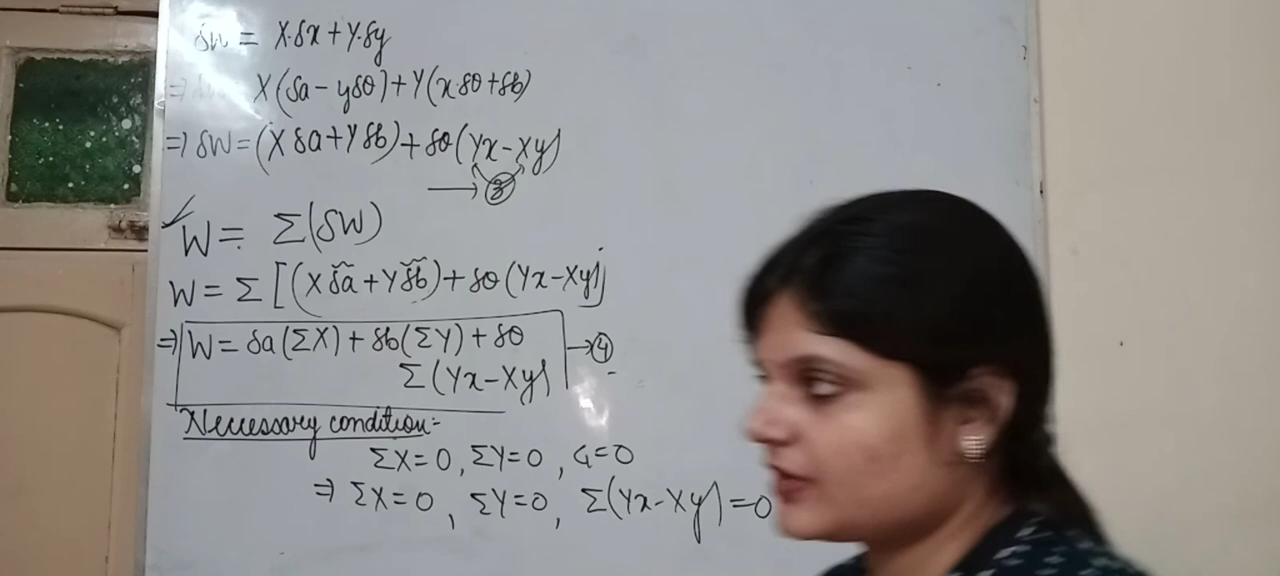 δW = X·δx + Y·δy
⇒ X(δa - yδθ) + Y(x·δθ + δb)
⇒ δW = (Xδa + Yδb) + δθ(Yx - Xy)
→ ③
✓ W = Σ(δW)
W = Σ[(Xδa + Yδb) + δθ(Yx - Xy)]
⇒ W = δa(ΣX) + δb(ΣY) + δθ → ④
Σ(Yx - Xy)
Necessary condition:-
ΣX = 0, ΣY = 0, G = 0
⇒ ΣX = 0, ΣY = 0, Σ(Yx - Xy) = 0